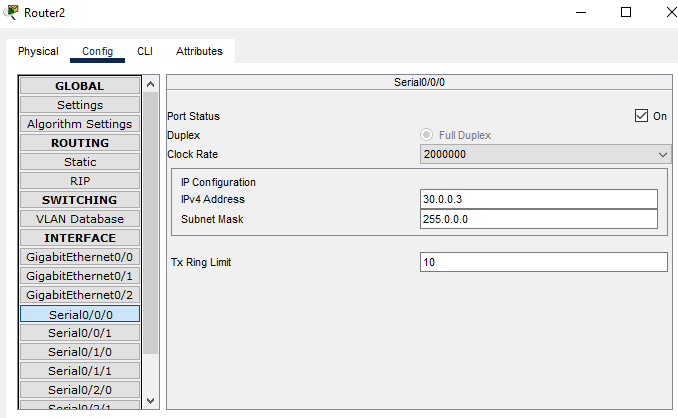 Router2
Physical Config CLI Attributes
GLOBAL
Settings
Algorithm Settings
ROUTING
Static
RIP
SWITCHING
VLAN Database
INTERFACE
GigabitEthernet0/0
GigabitEthernet0/1
GigabitEthernet0/2
Serial0/0/0
Serial0/0/1
Serial0/1/0
Serial0/1/1
Serial0/2/0
Serial0/2/1
Serial0/0/0
Port Status On
Duplex Full Duplex
Clock Rate 2000000
IP Configuration
IPv4 Address 30.0.0.3
Subnet Mask 255.0.0.0
Tx Ring Limit 10